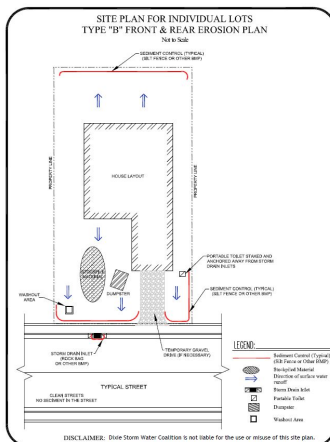 SITE PLAN FOR INDIVIDUAL LOTS
TYPE "B" FRONT & REAR EROSION PLAN
Not to Scale
SEDIMENT CONTROL (TYPICAL)
(SILT FENCE OR OTHER BMP)
PROPERTY LINE
PROPERTY LINE
HOUSE LAYOUT
STOCKPILE
MATERIAL
DUMPSTER
WASHOUT
AREA
PORTABLE TOILET STAKED AND
ANCHORED AWAY FROM STORM
DRAIN INLETS
SEDIMENT CONTROL (TYPICAL)
(SILT FENCE OR OTHER BMP)
STORM DRAIN INLET
(ROCK BAG
OR OTHER BMP)
TEMPORARY GRAVEL
DRIVE (IF NECESSARY)
TYPICAL STREET
CLEAN STREETS
NO SEDIMENT IN THE STREET
LEGEND:
Sediment Control (Typical)
(Silt Fence or Other BMP)
Stockpiled Material
Direction of surface water
runoff
Storm Drain Inlet
Portable Toilet
Dumpster
Washout Area
DISCLAIMER: Dixie Storm Water Coalition is not liable for the use or misuse of this site plan.